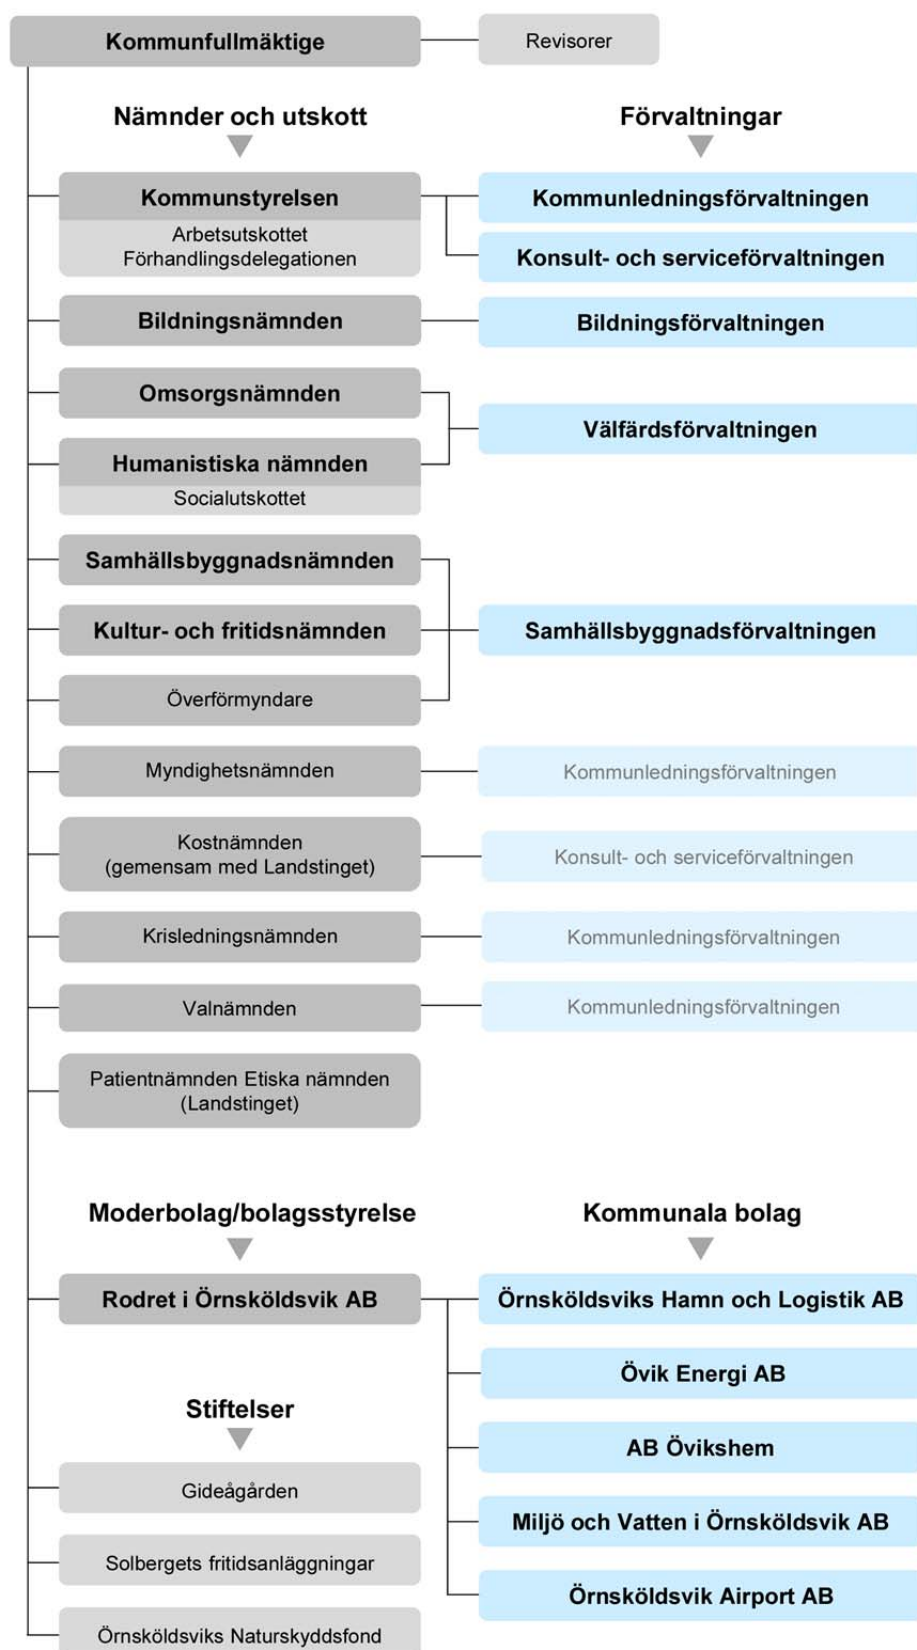 Kommunfullmäktige
Revisorer
Nämnder och utskott
Förvaltningar
Kommunstyrelsen
Arbetsutskottet
Förhandlingsdelegationen
Kommunledningsförvaltningen
Konsult- och serviceförvaltningen
Bildningsnämnden
Bildningsförvaltningen
Omsorgsnämnden
Humanistiska nämnden
Socialutskottet
Välfärdsförvaltningen
Samhällsbyggnadsnämnden
Kultur- och fritidsnämnden
Överförmyndare
Samhällsbyggnadsförvaltningen
Myndighetsnämnden
Kommunledningsförvaltningen
Kostnämnden
(gemensam med Landstinget)
Konsult- och serviceförvaltningen
Krisledningsnämnden
Kommunledningsförvaltningen
Valnämnden
Kommunledningsförvaltningen
Patientnämnden Etiska nämnden
(Landstinget)
Moderbolag/bolagsstyrelse
Kommunala bolag
Rodret i Örnsköldsvik AB
Örnsköldsviks Hamn och Logistik AB
Övik Energi AB
AB Övikshem
Miljö och Vatten i Örnsköldsvik AB
Örnsköldsvik Airport AB
Stiftelser
Gideågården
Solbergets fritidsanläggningar
Örnsköldsviks Naturskyddsfond